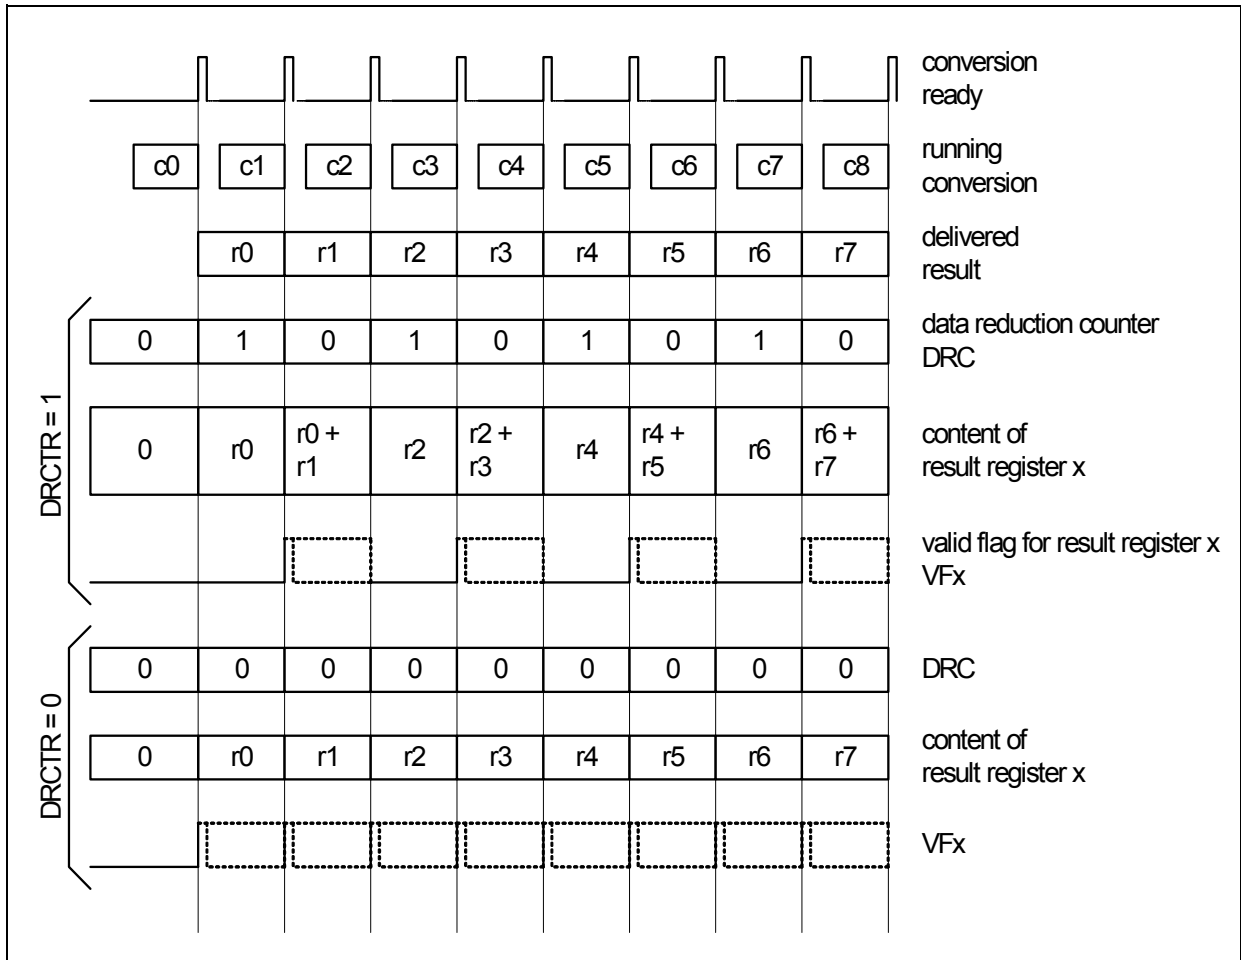 conversion
ready
c0 c1 c2 c3 c4 c5 c6 c7 c8
running
conversion
r0 r1 r2 r3 r4 r5 r6 r7
delivered
result
DRCTR = 1
0 1 0 1 0 1 0 1 0
data reduction counter
DRC
0 r0 r0 + r1 r2 r2 + r3 r4 r4 + r5 r6 r6 + r7
content of
result register x
valid flag for result register x
VFx
DRCTR = 0
0 0 0 0 0 0 0 0 0
DRC
0 r0 r1 r2 r3 r4 r5 r6 r7
content of
result register x
VFx